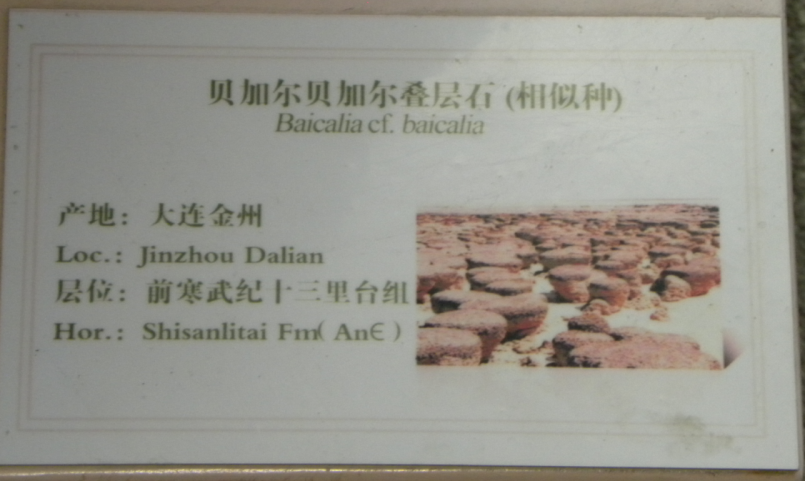 贝加尔贝加尔叠层石 (相似种)
Baicalia cf. baicalia
产地：大连金州
Loc.: Jinzhou Dalian
层位：前寒武纪十三里台组
Hor.: Shisanlitai Fm( An∈ )